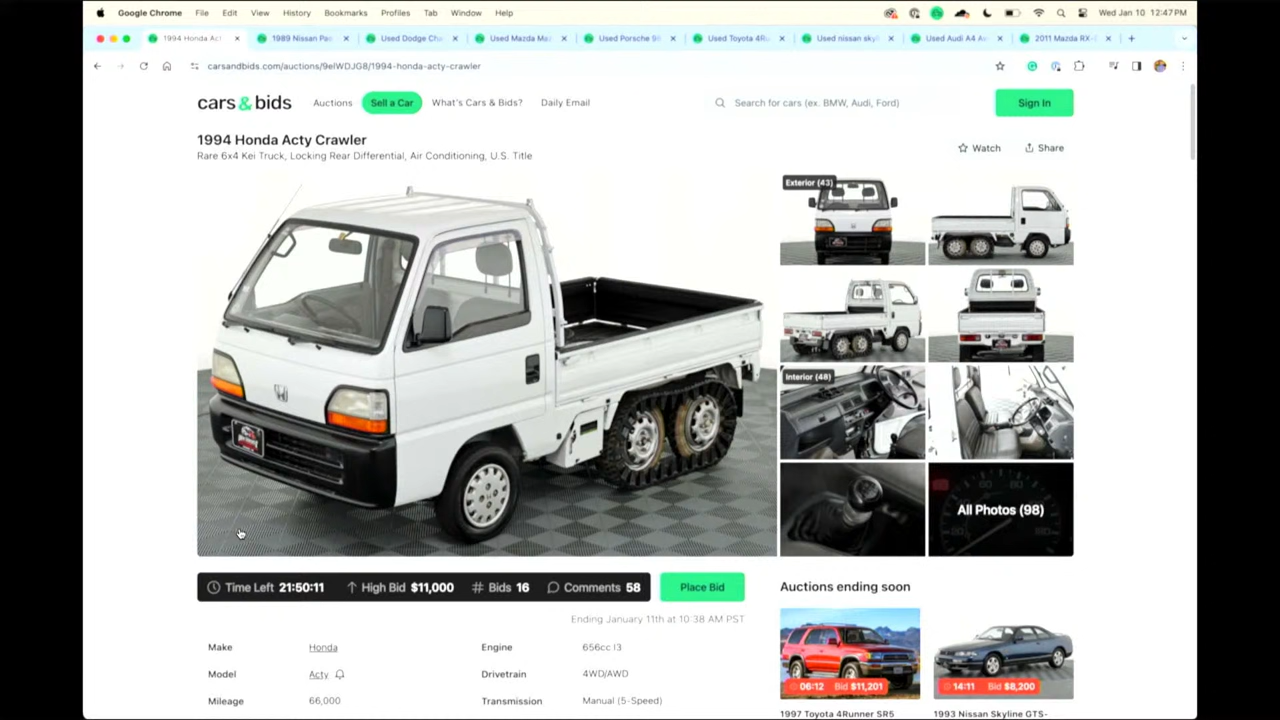 Google Chrome File Edit View History Bookmarks Profiles Tab Window Help Wed Jan 10 12:47 PM
1994 Honda Act 1989 Nissan Pa Used Dodge Ch Used Mazda Used Porsche Used Toyota 4Ru Used nissan sky Used Audi A4 2011 Mazda RX-
carsandbids.com/auctions/9elWDJG8/1994-honda-acty-crawler
cars&bids Auctions Sell a Car What's Cars & Bids? Daily Email Search for cars (ex. BMW, Audi, Ford) Sign In
1994 Honda Acty Crawler
Rare 6x4 Kei Truck, Locking Rear Differential, Air Conditioning, U.S. Title
Watch Share
Exterior (43)
Interior (48)
All Photos (98)
Time Left 21:50:11 High Bid $11,000 # Bids 16 Comments 58 Place Bid
Ending January 11th at 10:38 AM PST
Make Honda Engine 656cc I3
Model Acty Drivetrain 4WD/AWD
Mileage 66,000 Transmission Manual (5-Speed)
Auctions ending soon
06:12 Bid $11,201
14:11 Bid $8,200
1997 Toyota 4Runner SR5
1993 Nissan Skyline GTS-